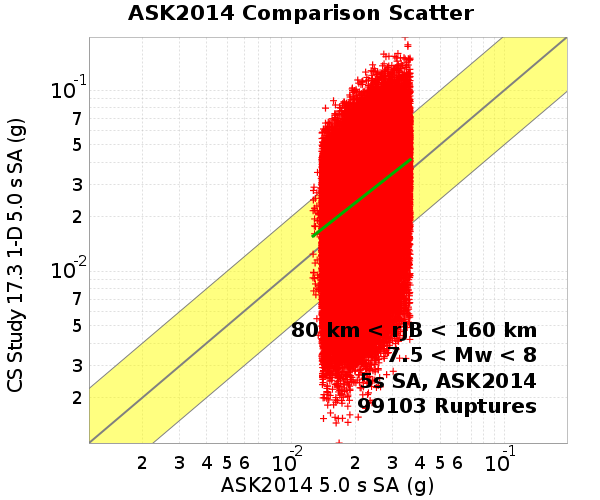 ASK2014 Comparison Scatter
CS Study 17.3 1-D 5.0 s SA (g)
10-1
7
5
3
2
10-2
7
5
3
2
80 km < rJB < 160 km
7.5 < Mw < 8
5s SA, ASK2014
99103 Ruptures
2 3 4 5 6 10-2 2 3 4 5 6 10-1
ASK2014 5.0 s SA (g)